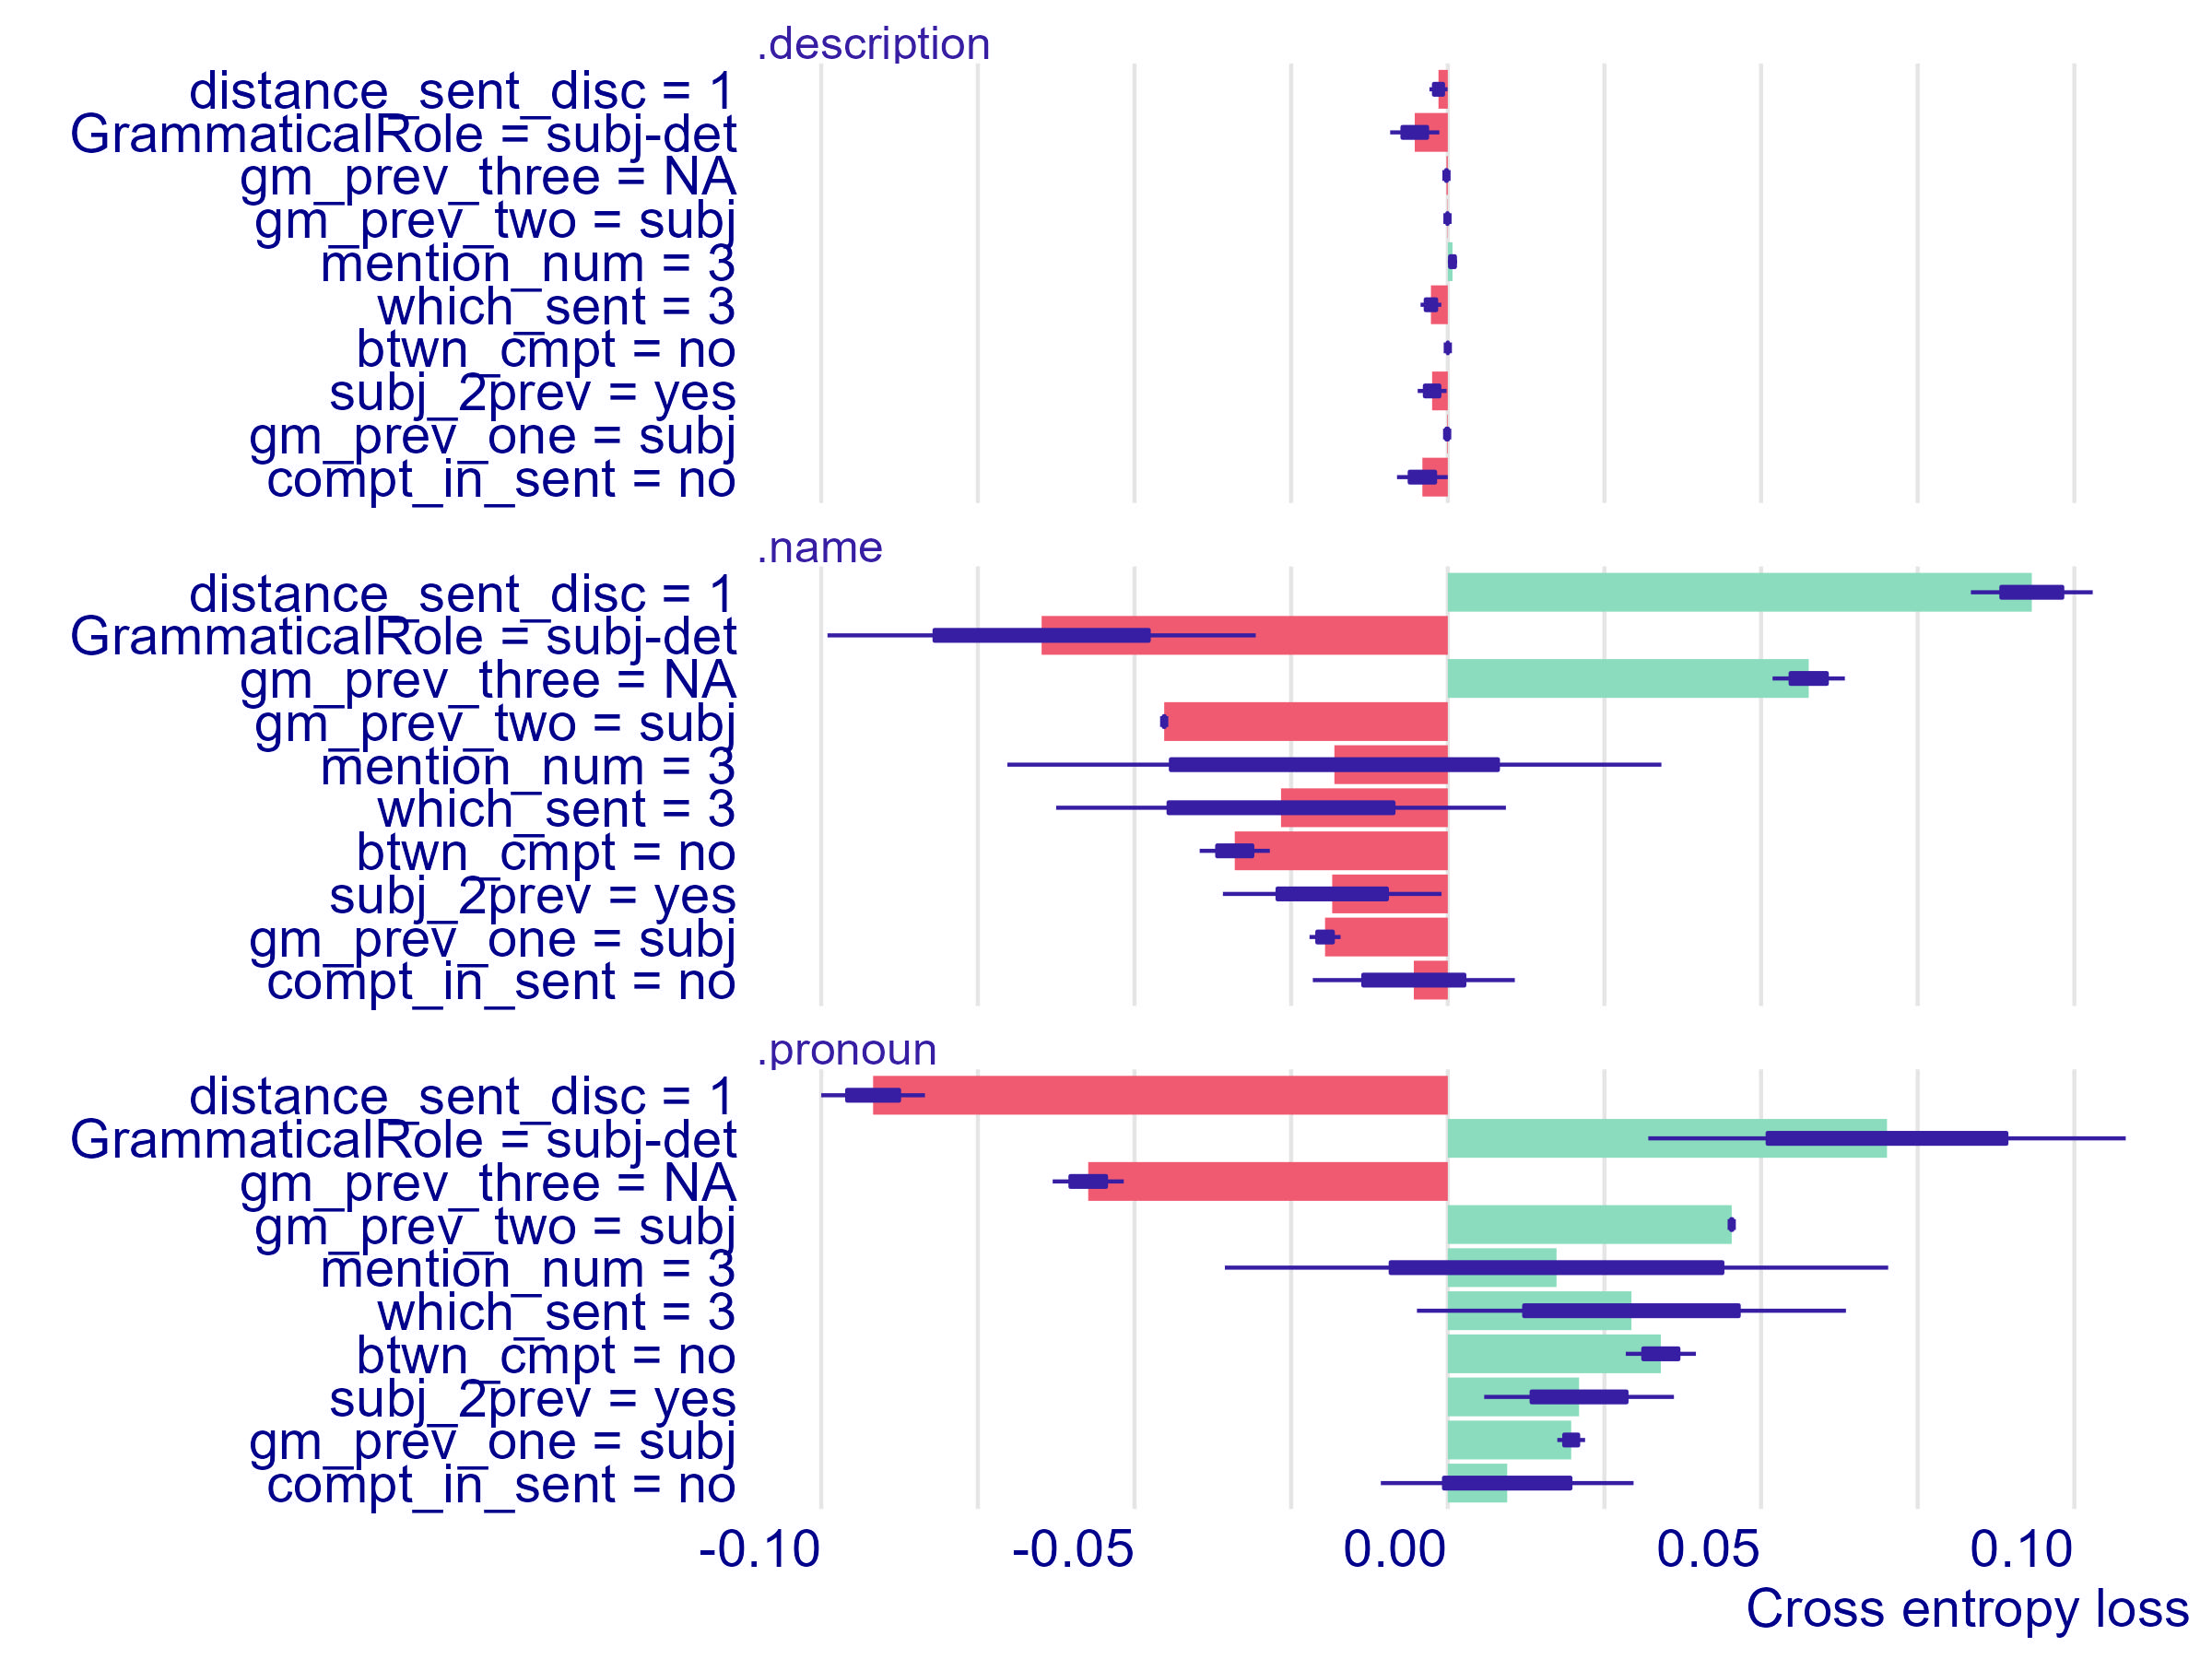 .description
distance_sent_disc = 1
GrammaticalRole = subj-det
gm_prev_three = NA
gm_prev_two = subj
mention_num = 3
which_sent = 3
btwn_cmpt = no
subj_2prev = yes
gm_prev_one = subj
compt_in_sent = no
.name
distance_sent_disc = 1
GrammaticalRole = subj-det
gm_prev_three = NA
gm_prev_two = subj
mention_num = 3
which_sent = 3
btwn_cmpt = no
subj_2prev = yes
gm_prev_one = subj
compt_in_sent = no
.pronoun
distance_sent_disc = 1
GrammaticalRole = subj-det
gm_prev_three = NA
gm_prev_two = subj
mention_num = 3
which_sent = 3
btwn_cmpt = no
subj_2prev = yes
gm_prev_one = subj
compt_in_sent = no
-0.10 -0.05 0.00 0.05 0.10
Cross entropy loss